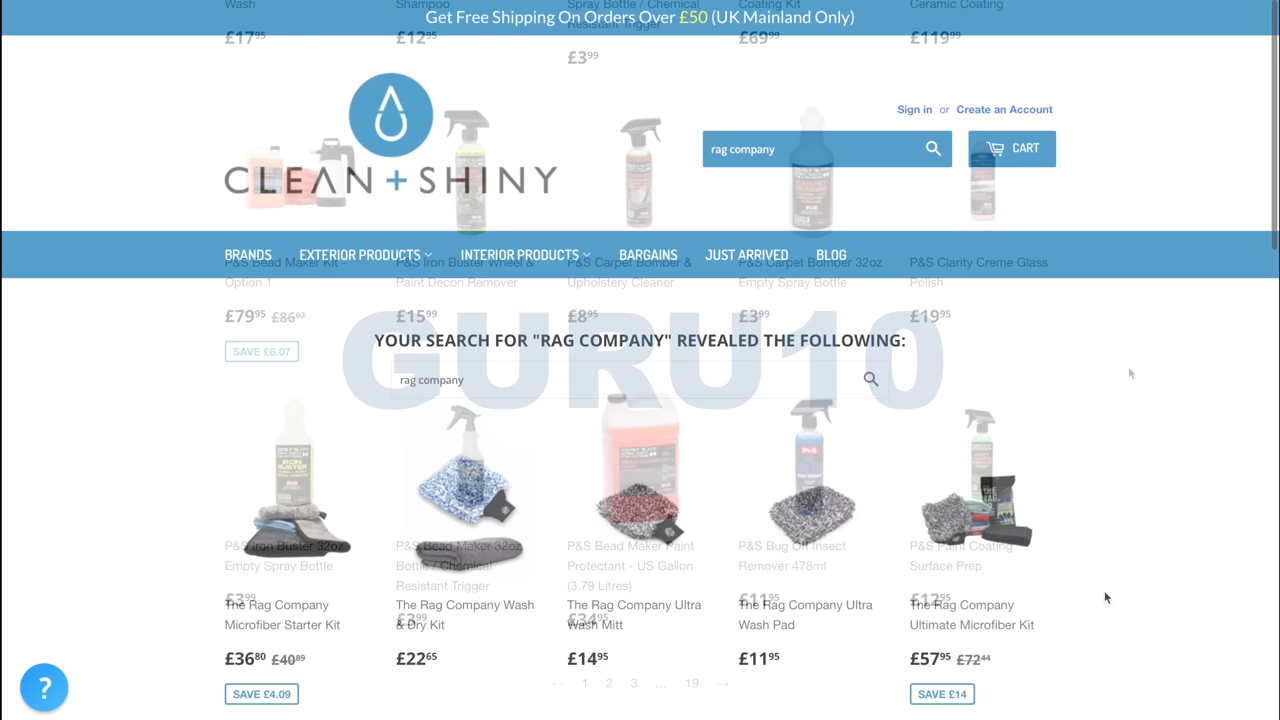 Wash
Shampoo
Spray Bottle / Chemical
Resistant Trigger
Coating Kit
Ceramic Coating
Get Free Shipping On Orders Over £50 (UK Mainland Only)
£17.95
£12.95
£3.99
£69.99
£119.99
Sign in or Create an Account
rag company
CART
CLEAN + SHINY
BRANDS
EXTERIOR PRODUCTS
INTERIOR PRODUCTS
BARGAINS
JUST ARRIVED
BLOG
P&S Bead Maker Kit -
Option 1
P&S Iron Buster Wheel &
Paint Decon Remover
P&S Carpet Bomber &
Upholstery Cleaner
P&S Carpet Bomber 32oz
Empty Spray Bottle
P&S Clarity Creme Glass
Polish
£79.95 £86.02
£15.99
£8.95
£3.99
£19.95
SAVE £6.07
GURU10
YOUR SEARCH FOR "RAG COMPANY" REVEALED THE FOLLOWING:
rag company
P&S Iron Buster 32oz
Empty Spray Bottle
£3.99
P&S Bead Maker 32oz
Bottle / Chemical
Resistant Trigger
£3.99
P&S Bead Maker Paint
Protectant - US Gallon
(3.79 Litres)
£34.95
P&S Bug Off Insect
Remover 478ml
£11.95
P&S Paint Coating
Surface Prep
£12.95
The Rag Company
Microfiber Starter Kit
£36.80 £40.89
SAVE £4.09
The Rag Company Wash
& Dry Kit
£22.65
The Rag Company Ultra
Wash Mitt
£14.95
The Rag Company Ultra
Wash Pad
£11.95
The Rag Company
Ultimate Microfiber Kit
£57.95 £72.44
SAVE £14
← 1 2 3 … 19 →
?